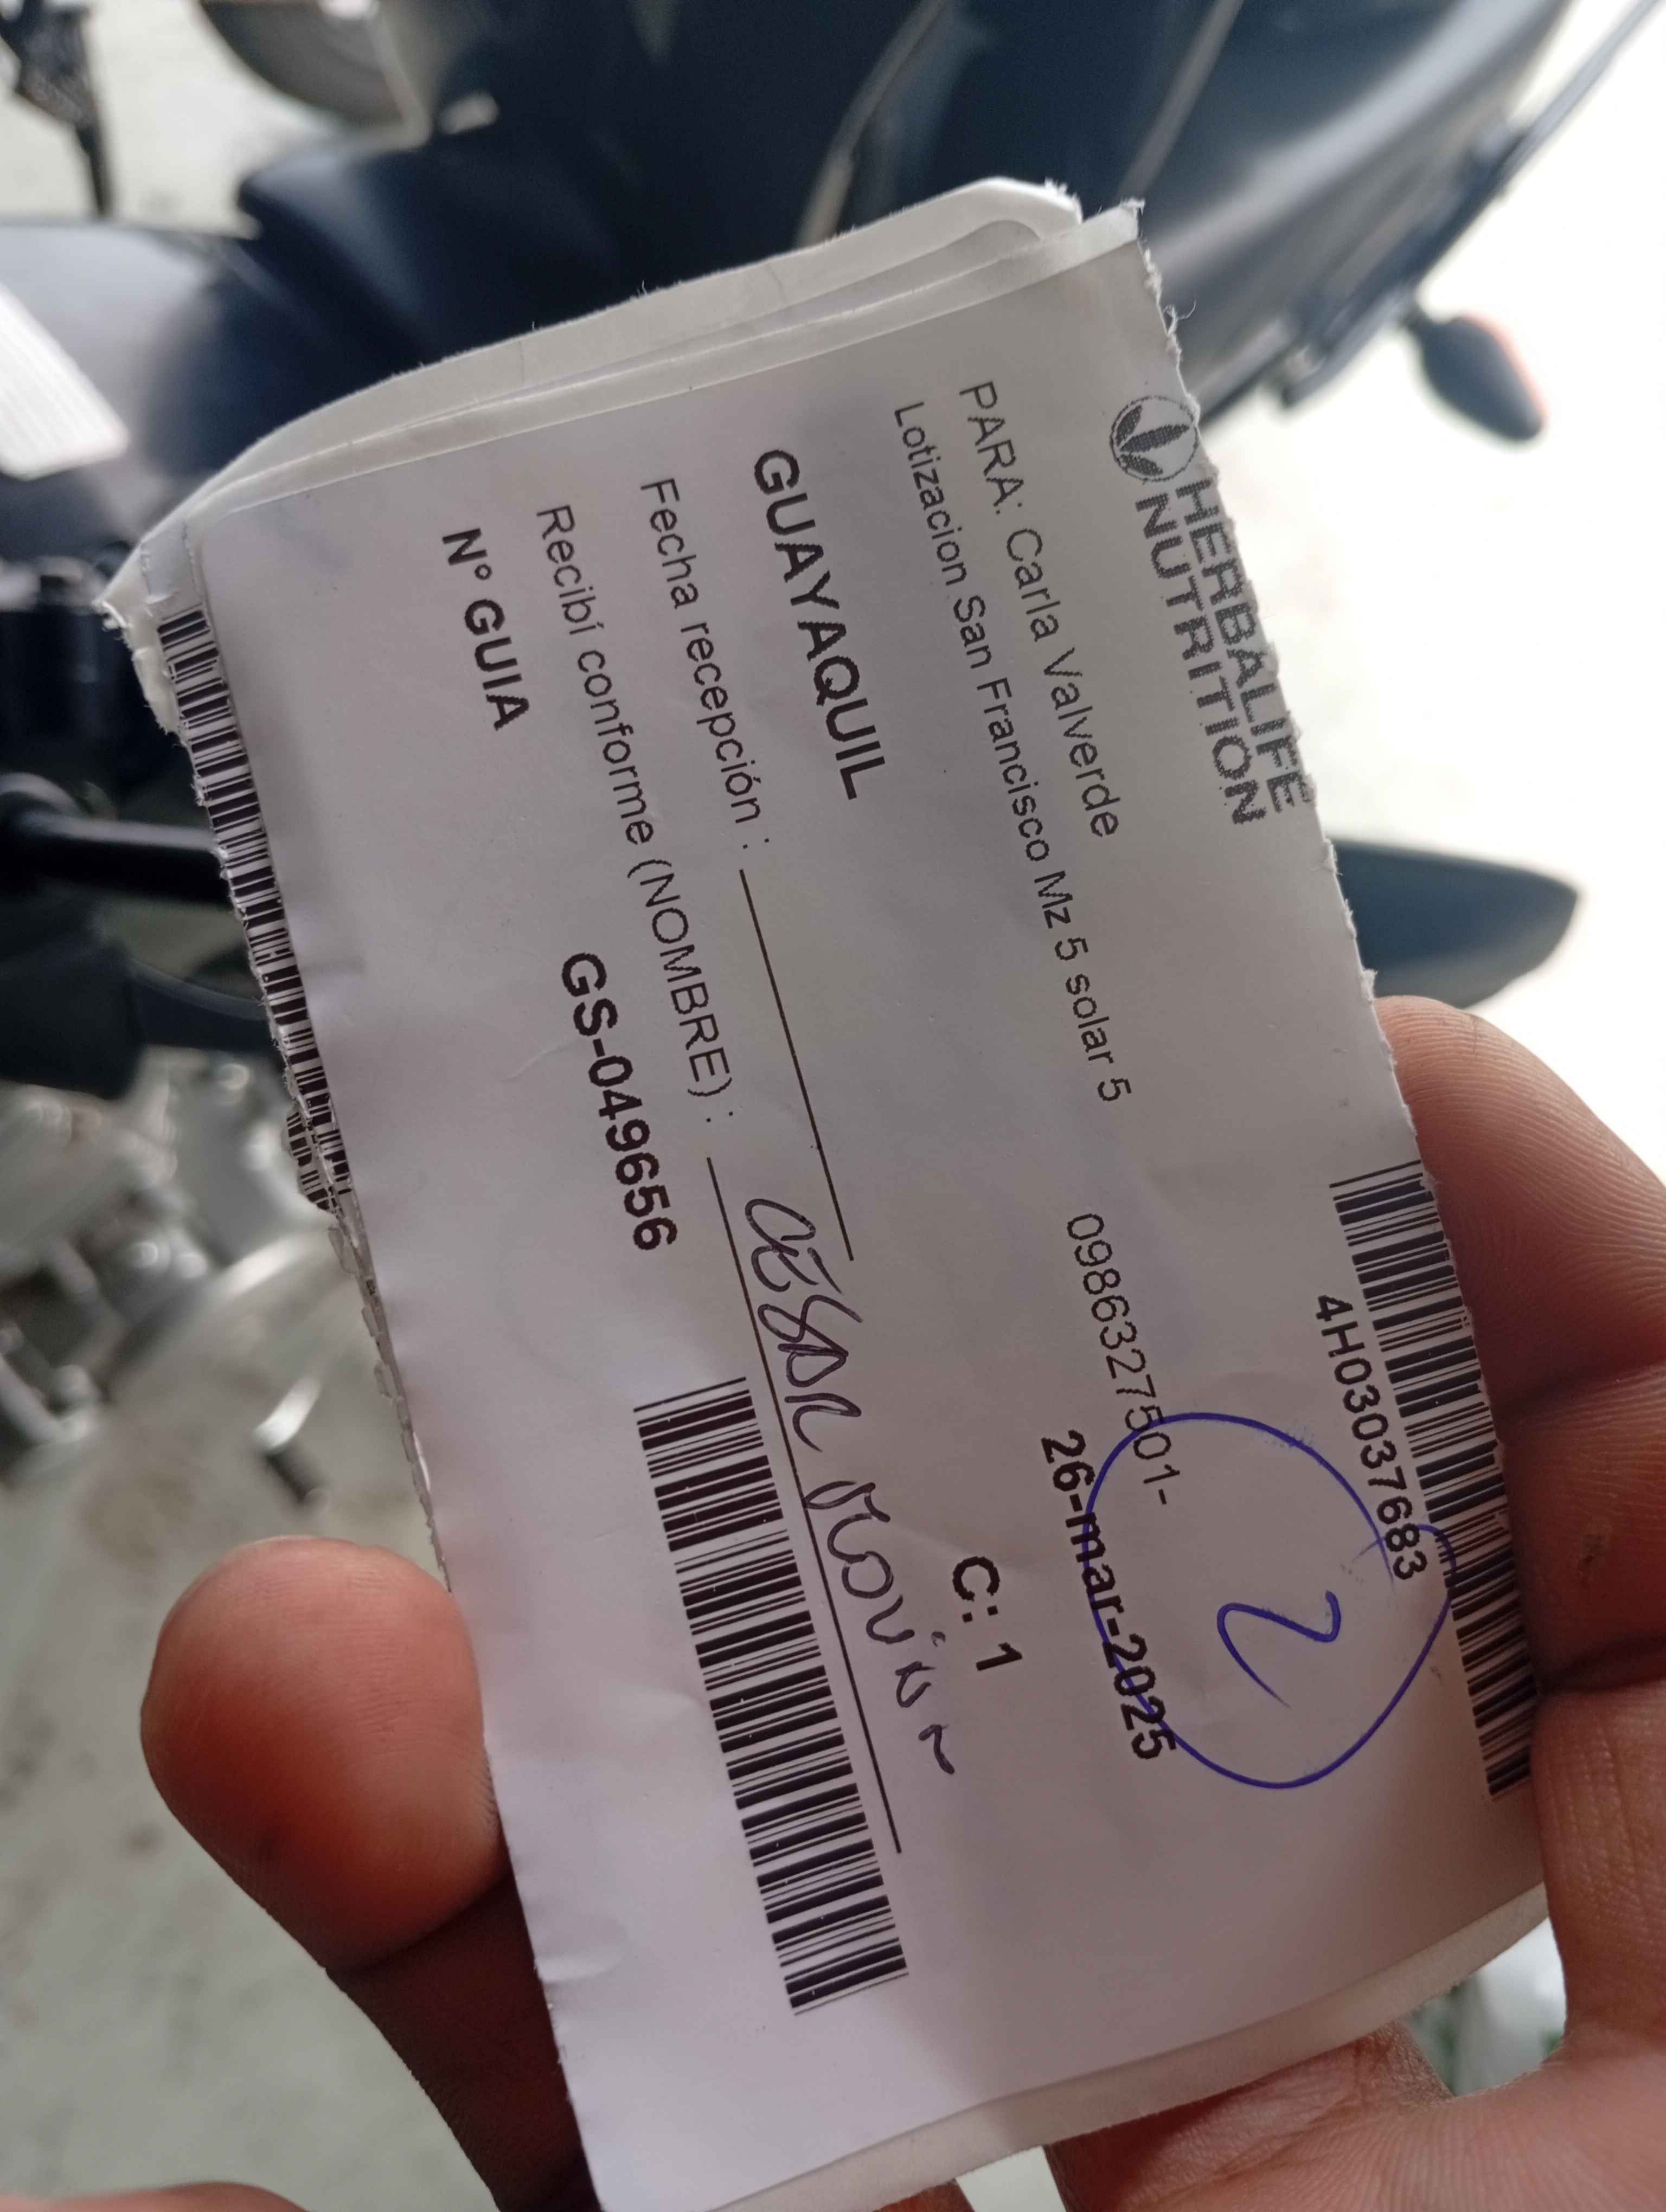 HERBALIFE
NUTRITION
4H03037683
2
PARA: Carla Valverde
0986327501-
Lotizacion San Francisco Mz 5 solar 5
26-mar-2025
GUAYAQUIL
C: 1
Fecha recepción :
Recibí conforme (NOMBRE) : CESAR
Nº GUIA
GS-049656